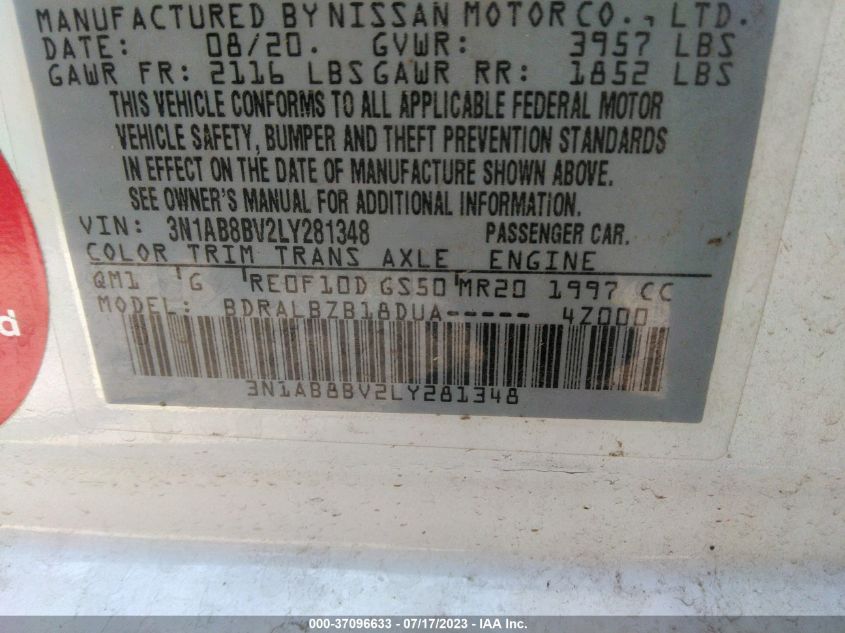 MANUFACTURED BY NISSAN MOTOR CO., LTD.
DATE: 08/20. GVWR: 3957 LBS
GAWR FR: 2116 LBS GAWR RR: 1852 LBS
THIS VEHICLE CONFORMS TO ALL APPLICABLE FEDERAL MOTOR
VEHICLE SAFETY, BUMPER AND THEFT PREVENTION STANDARDS
IN EFFECT ON THE DATE OF MANUFACTURE SHOWN ABOVE.
SEE OWNER'S MANUAL FOR ADDITIONAL INFORMATION.
VIN: 3N1AB8BV2LY281348 PASSENGER CAR.
COLOR TRIM TRANS AXLE ENGINE
QM1 G RE0F10D GS50 MR20 1997 CC
MODEL: BDRALBZB18DUA----- 4Z000
3N1AB8BV2LY281348
d
000-37096633 - 07/17/2023 - IAA Inc.